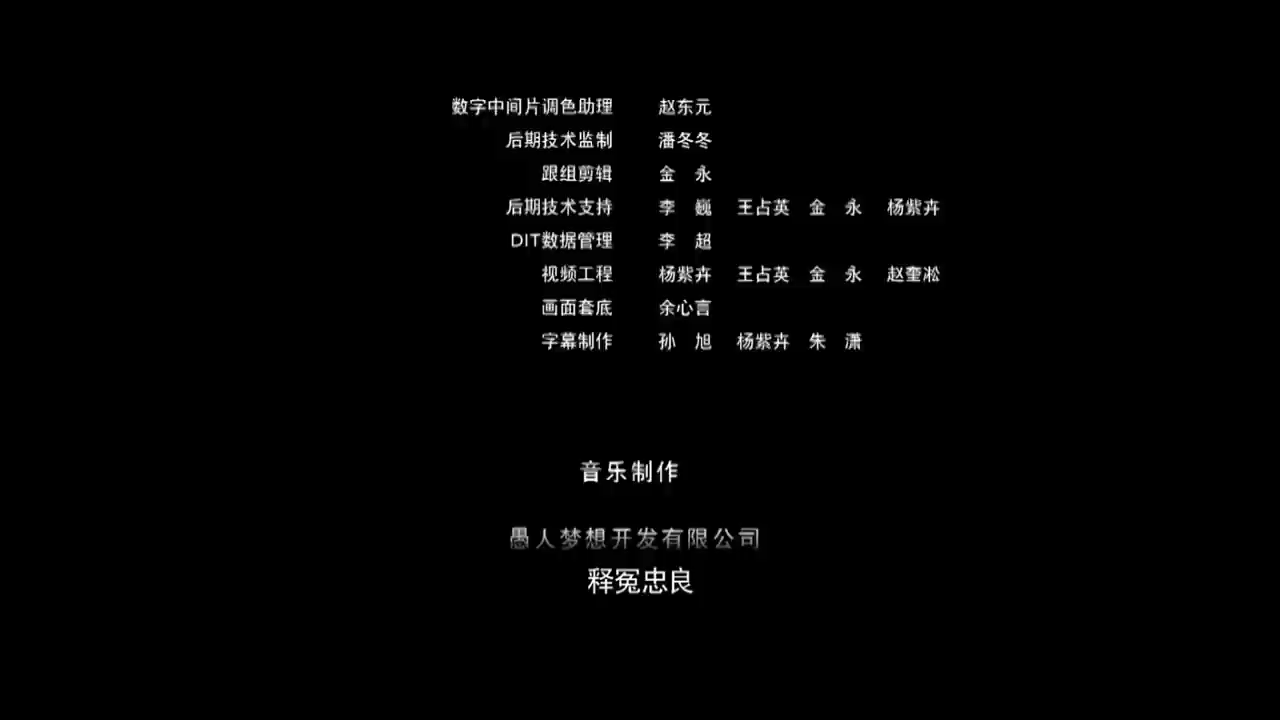 数字中间片调色助理 赵东元
后期技术监制 潘冬冬
跟组剪辑 金 永
后期技术支持 李 巍 王占英 金 永 杨紫卉
DIT数据管理 李 超
视频工程 杨紫卉 王占英 金 永 赵奎凇
画面套底 余心言
字幕制作 孙 旭 杨紫卉 朱 潇
音乐制作
愚人梦想开发有限公司
释冤忠良